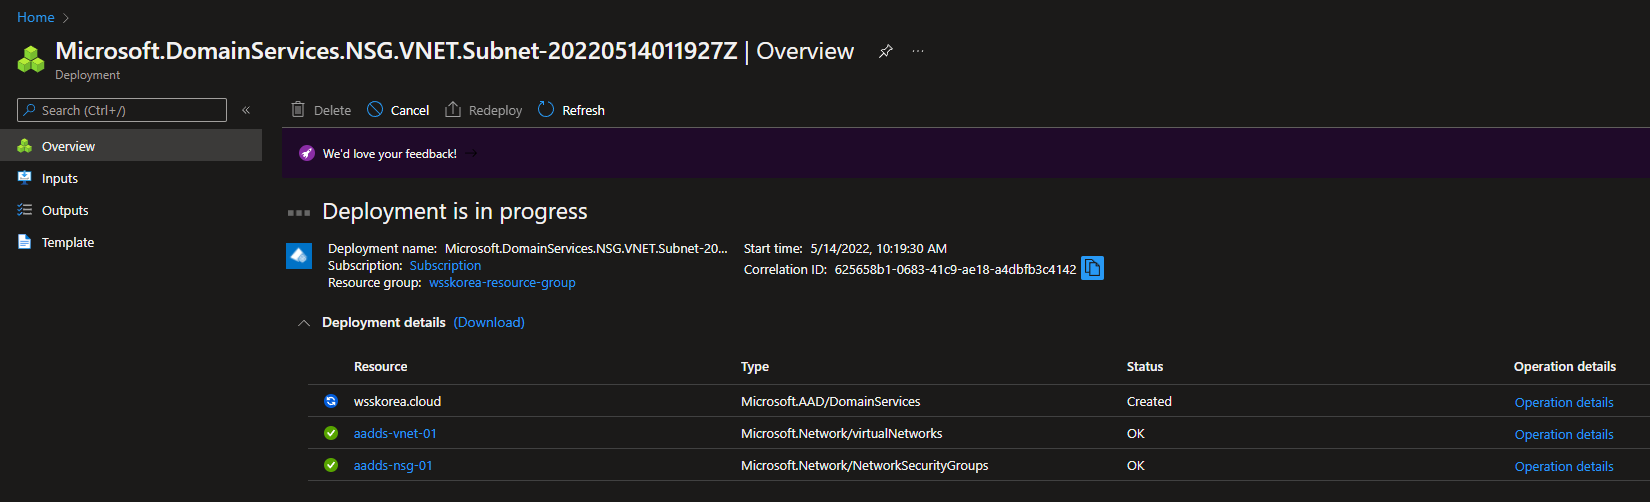 Home >
Microsoft.DomainServices.NSG.VNET.Subnet-20220514011927Z | Overview
Deployment
Search (Ctrl+/)
Delete Cancel Redeploy Refresh
Overview
We'd love your feedback! →
Inputs
Outputs
Template
Deployment is in progress
Deployment name: Microsoft.DomainServices.NSG.VNET.Subnet-20... Start time: 5/14/2022, 10:19:30 AM
Subscription: Subscription Correlation ID: 625658b1-0683-41c9-ae18-a4dbfb3c4142
Resource group: wsskorea-resource-group
Deployment details (Download)
Resource Type Status Operation details
wsskorea.cloud Microsoft.AAD/DomainServices Created Operation details
aadds-vnet-01 Microsoft.Network/virtualNetworks OK Operation details
aadds-nsg-01 Microsoft.Network/NetworkSecurityGroups OK Operation details